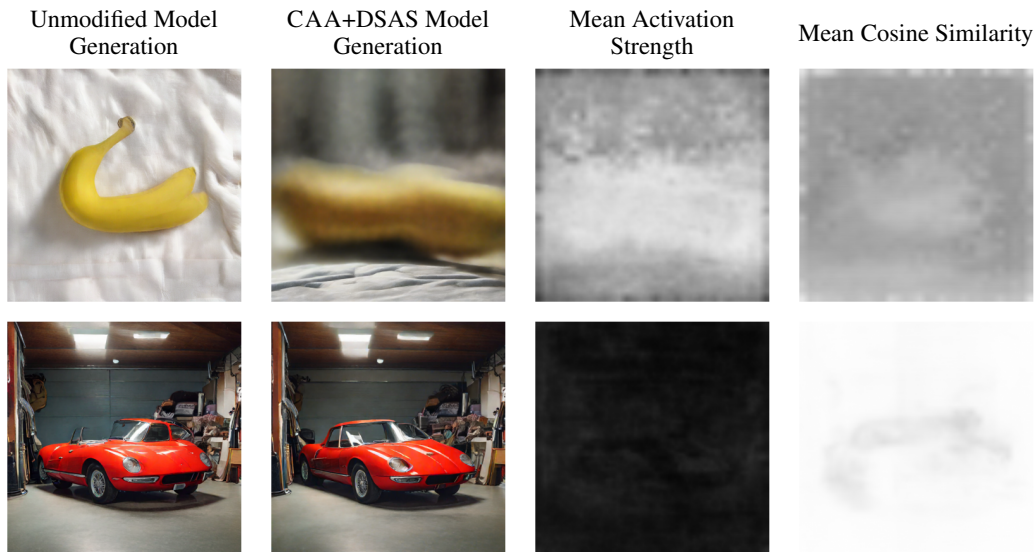 Unmodified Model
Generation
CAA+DSAS Model
Generation
Mean Activation
Strength
Mean Cosine Similarity